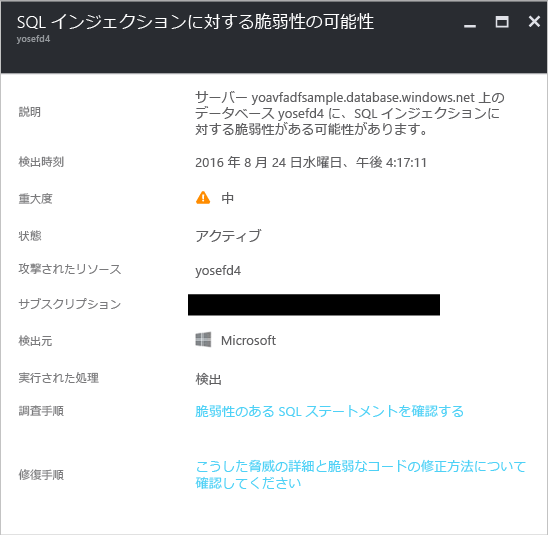 SQL インジェクションに対する脆弱性の可能性
yosefd4
説明
サーバー yoavfadfsample.database.windows.net 上の
データベース yosefd4 に、SQL インジェクションに
対する脆弱性がある可能性があります。
検出時刻
2016 年 8 月 24 日水曜日、午後 4:17:11
重大度
中
状態
アクティブ
攻撃されたリソース
yosefd4
サブスクリプション
検出元
Microsoft
実行された処理
検出
調査手順
脆弱性のある SQL ステートメントを確認する
修復手順
こうした脅威の詳細と脆弱なコードの修正方法について
確認してください